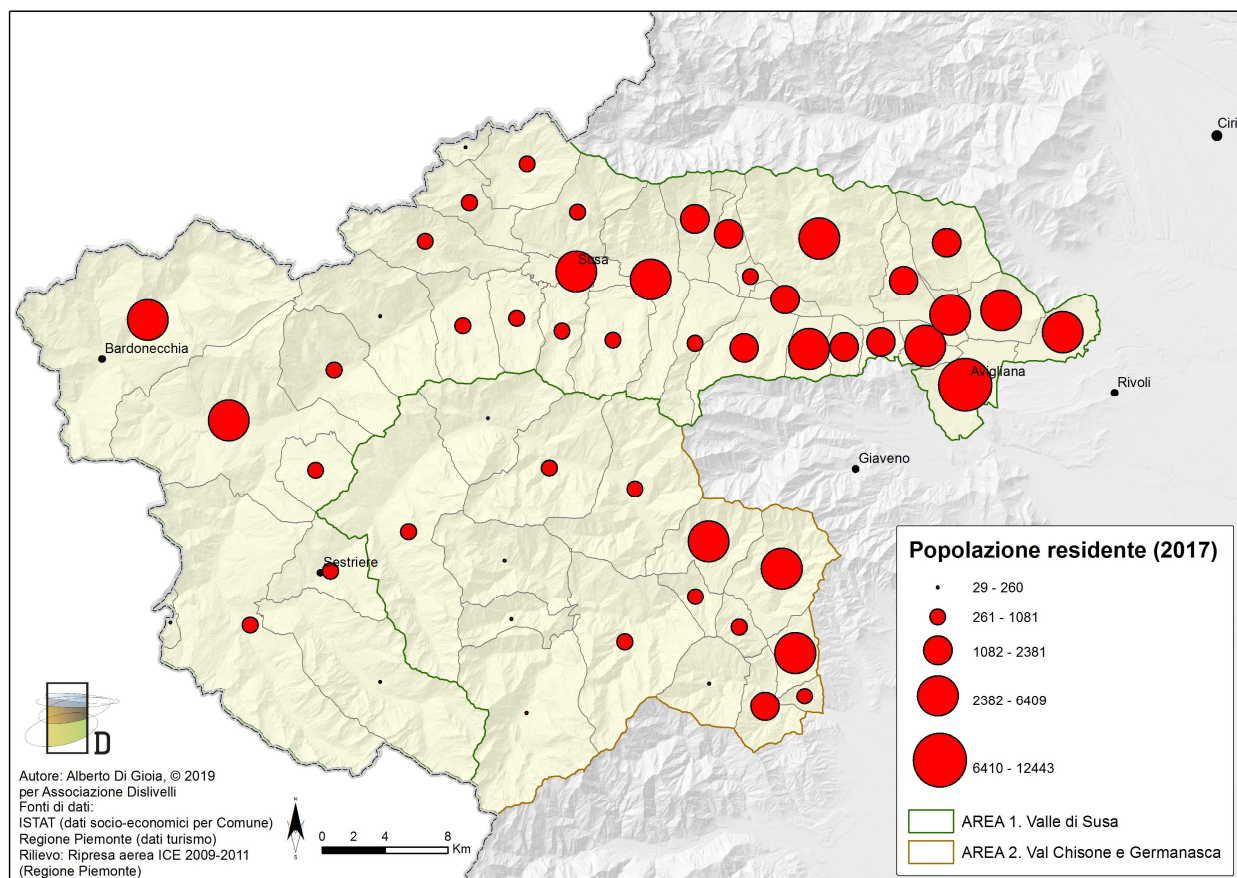 Ciri
Susa
Bardonecchia
Avigliana
Rivoli
Giaveno
Sestriere
Popolazione residente (2017)
29 - 260
261 - 1081
1082 - 2381
2382 - 6409
6410 - 12443
AREA 1. Valle di Susa
AREA 2. Val Chisone e Germanasca
D
Autore: Alberto Di Gioia, © 2019
per Associazione Dislivelli
Fonti di dati:
ISTAT (dati socio-economici per Comune)
Regione Piemonte (dati turismo)
Rilievo: Ripresa aerea ICE 2009-2011
(Regione Piemonte)
N
S
0 2 4 8
Km